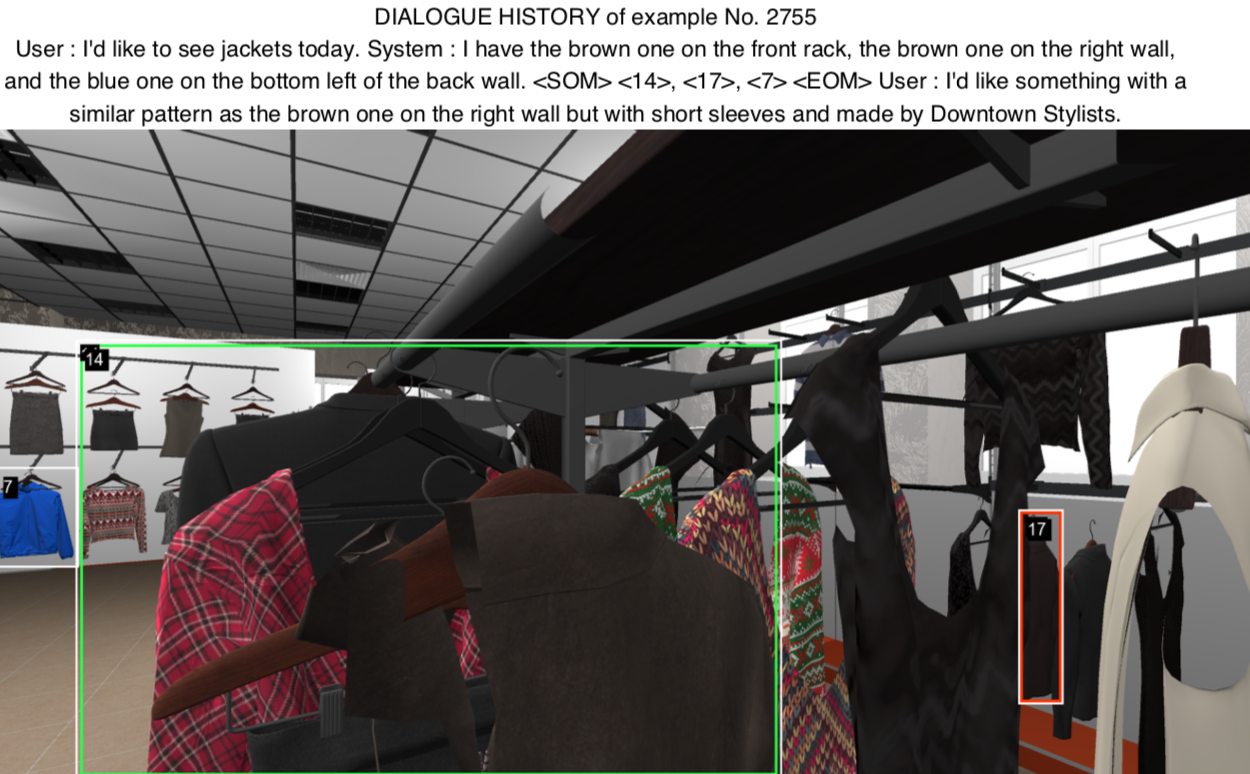 DIALOGUE HISTORY of example No. 2755
User : I'd like to see jackets today. System : I have the brown one on the front rack, the brown one on the right wall,
and the blue one on the bottom left of the back wall. <SOM> <14>, <17>, <7> <EOM> User : I'd like something with a
similar pattern as the brown one on the right wall but with short sleeves and made by Downtown Stylists.
14
7
17